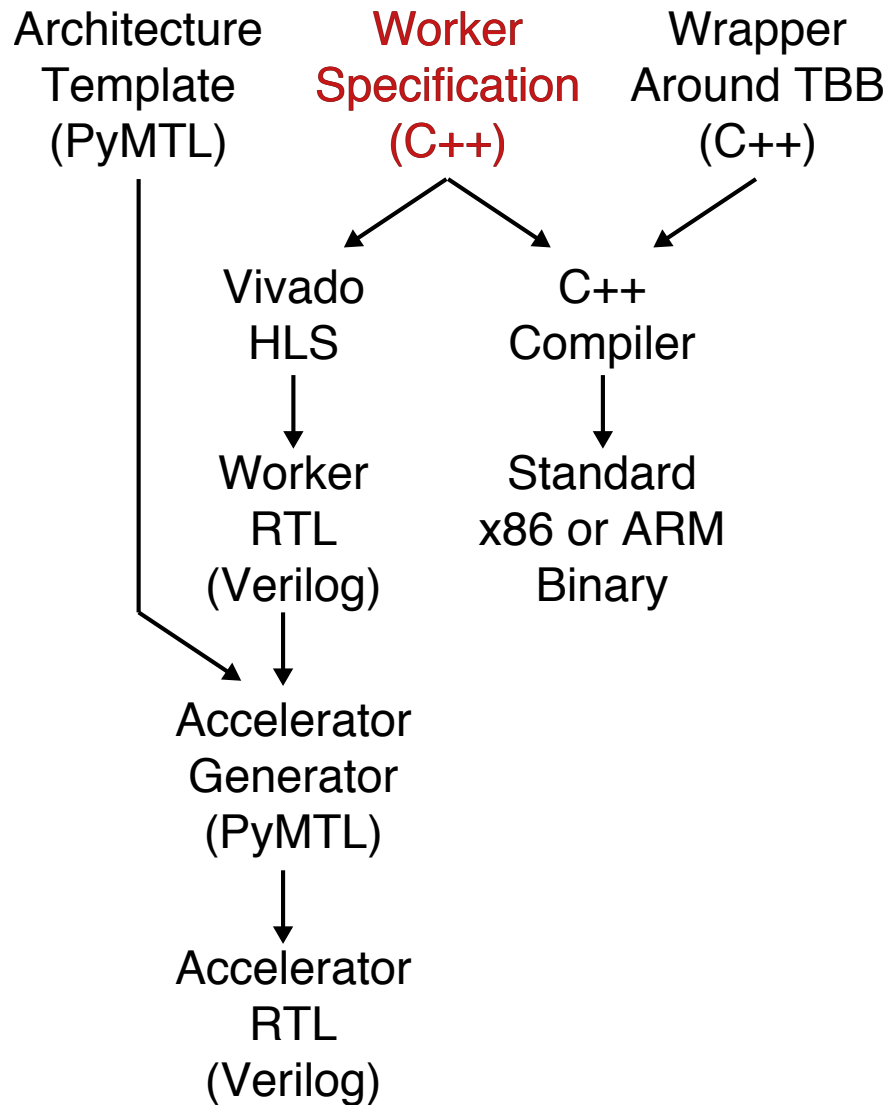 Architecture
Template
(PyMTL)
Worker
Specification
(C++)
Wrapper
Around TBB
(C++)
Vivado
HLS
C++
Compiler
Worker
RTL
(Verilog)
Standard
x86 or ARM
Binary
Accelerator
Generator
(PyMTL)
Accelerator
RTL
(Verilog)